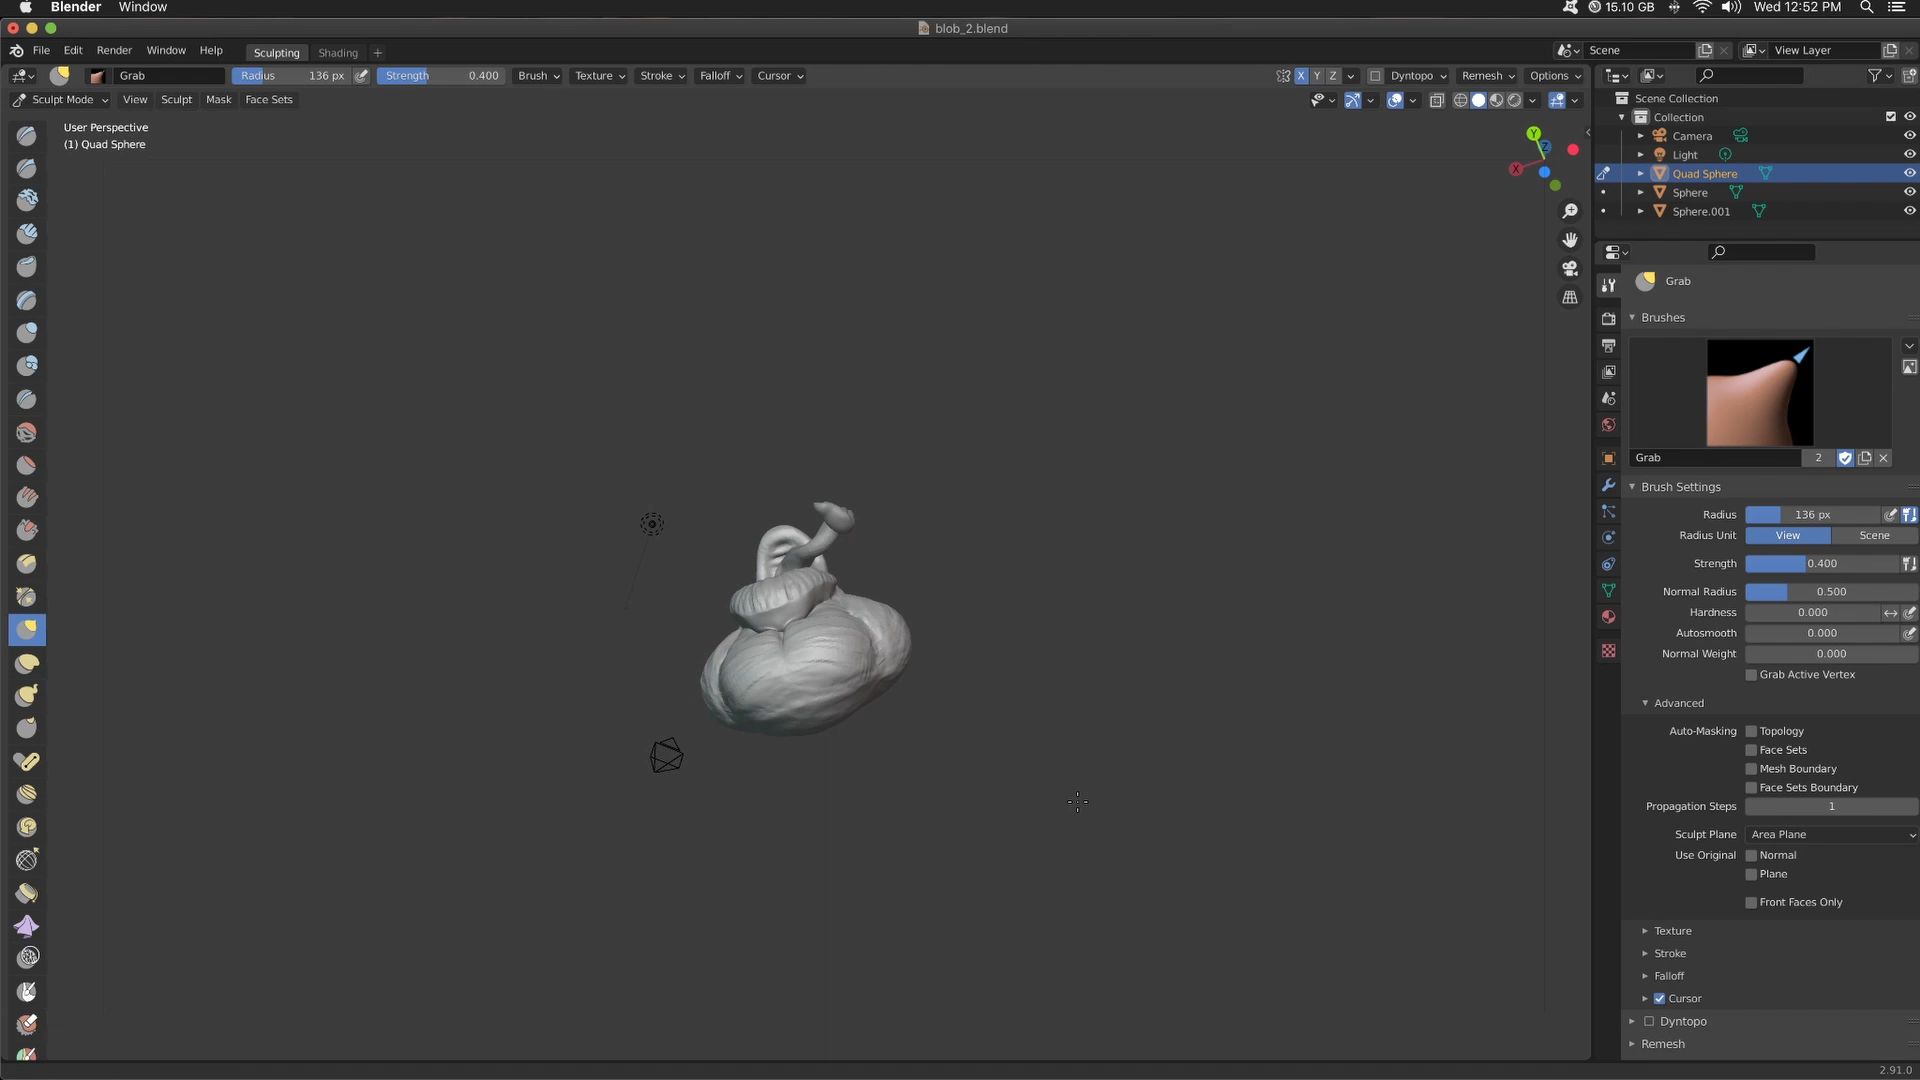 Blender Window 15.10 GB Wed 12:52 PM
blob_2.blend
File Edit Render Window Help Sculpting Shading + Scene View Layer
Grab Radius 136 px Strength 0.400 Brush Texture Stroke Falloff Cursor X Y Z Dyntopo Remesh Options
Sculpt Mode View Sculpt Mask Face Sets
User Perspective
(1) Quad Sphere
Y
Z
X
Scene Collection
Collection
Camera
Light
Quad Sphere
Sphere
Sphere.001
Grab
Brushes
Grab 2
Brush Settings
Radius 136 px
Radius Unit View Scene
Strength 0.400
Normal Radius 0.500
Hardness 0.000
Autosmooth 0.000
Normal Weight 0.000
Grab Active Vertex
Advanced
Auto-Masking Topology
Face Sets
Mesh Boundary
Face Sets Boundary
Propagation Steps 1
Sculpt Plane Area Plane
Use Original Normal
Plane
Front Faces Only
Texture
Stroke
Falloff
Cursor
Dyntopo
Remesh
2.91.0